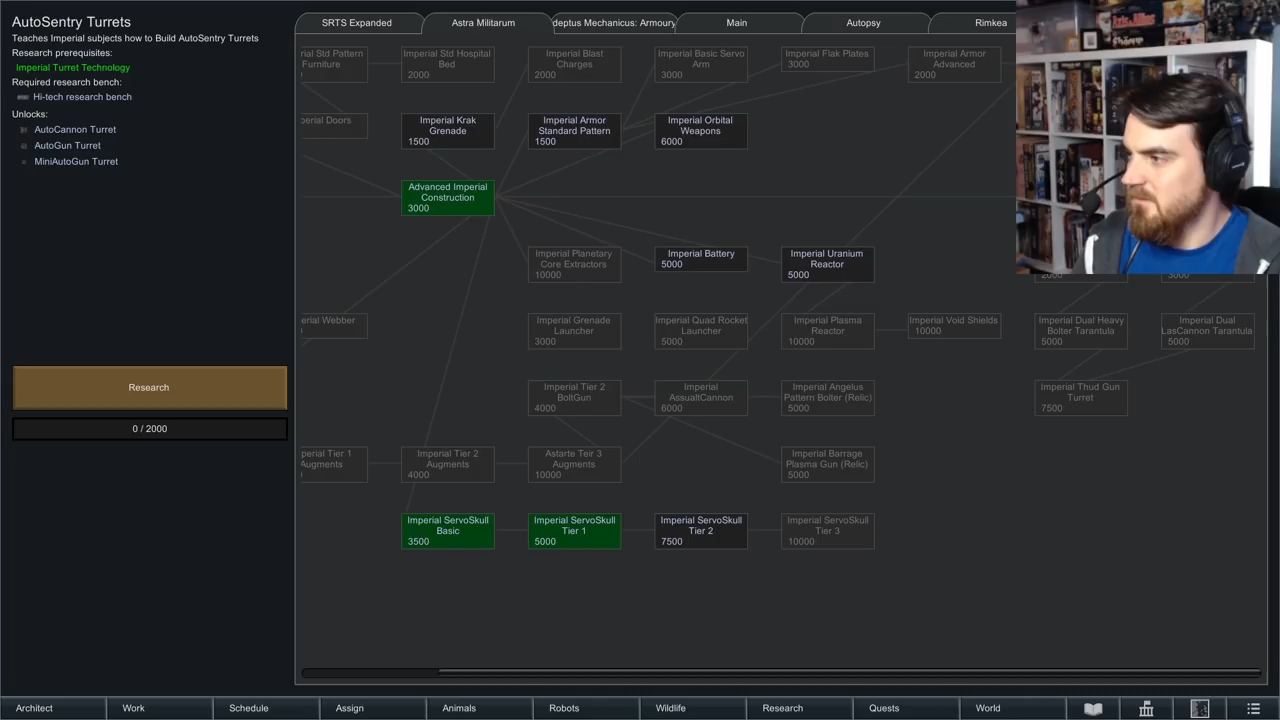 AutoSentry Turrets
Teaches Imperial subjects how to Build AutoSentry Turrets
Research prerequisites:
Imperial Turret Technology
Required research bench:
Hi-tech research bench
Unlocks:
AutoCannon Turret
AutoGun Turret
MiniAutoGun Turret
Research
0 / 2000
SRTS Expanded
Astra Militarum
deptus Mechanicus: Armoury
Main
Autopsy
Rimkea
rial Std Pattern
Furniture
Imperial Std Hospital
Bed
2000
Imperial Blast
Charges
2000
Imperial Basic Servo
Arm
3000
Imperial Flak Plates
3000
Imperial Armor
Advanced
2000
erial Doors
Imperial Krak
Grenade
1500
Imperial Armor
Standard Pattern
1500
Imperial Orbital
Weapons
6000
Advanced Imperial
Construction
3000
Imperial Planetary
Core Extractors
10000
Imperial Battery
5000
Imperial Uranium
Reactor
5000
2000
3000
erial Webber
Imperial Grenade
Launcher
3000
Imperial Quad Rocket
Launcher
5000
Imperial Plasma
Reactor
10000
Imperial Void Shields
10000
Imperial Dual Heavy
Bolter Tarantula
5000
Imperial Dual
LasCannon Tarantula
5000
Imperial Tier 2
BoltGun
4000
Imperial
AssualtCannon
6000
Imperial Angelus
Pattern Bolter (Relic)
5000
Imperial Thud Gun
Turret
7500
perial Tier 1
Augments
Imperial Tier 2
Augments
4000
Astarte Teir 3
Augments
10000
Imperial Barrage
Plasma Gun (Relic)
5000
Imperial ServoSkull
Basic
3500
Imperial ServoSkull
Tier 1
5000
Imperial ServoSkull
Tier 2
7500
Imperial ServoSkull
Tier 3
10000
Architect
Work
Schedule
Assign
Animals
Robots
Wildlife
Research
Quests
World